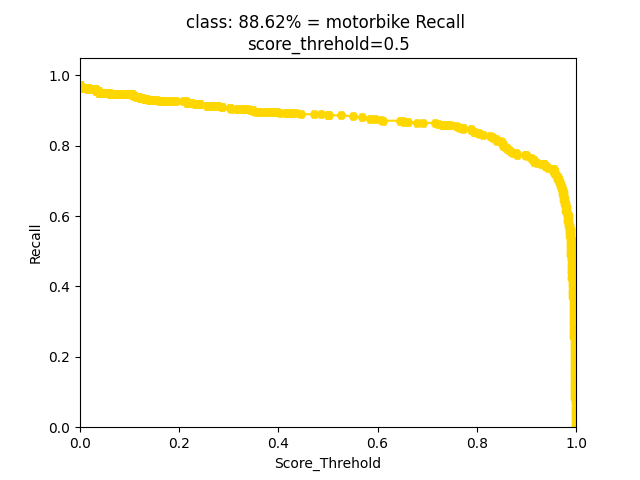 class: 88.62% = motorbike Recall
score_threhold=0.5
1.0
0.8
0.6
0.4
0.2
0.0
Recall
0.0 0.2 0.4 0.6 0.8 1.0
Score_Threhold